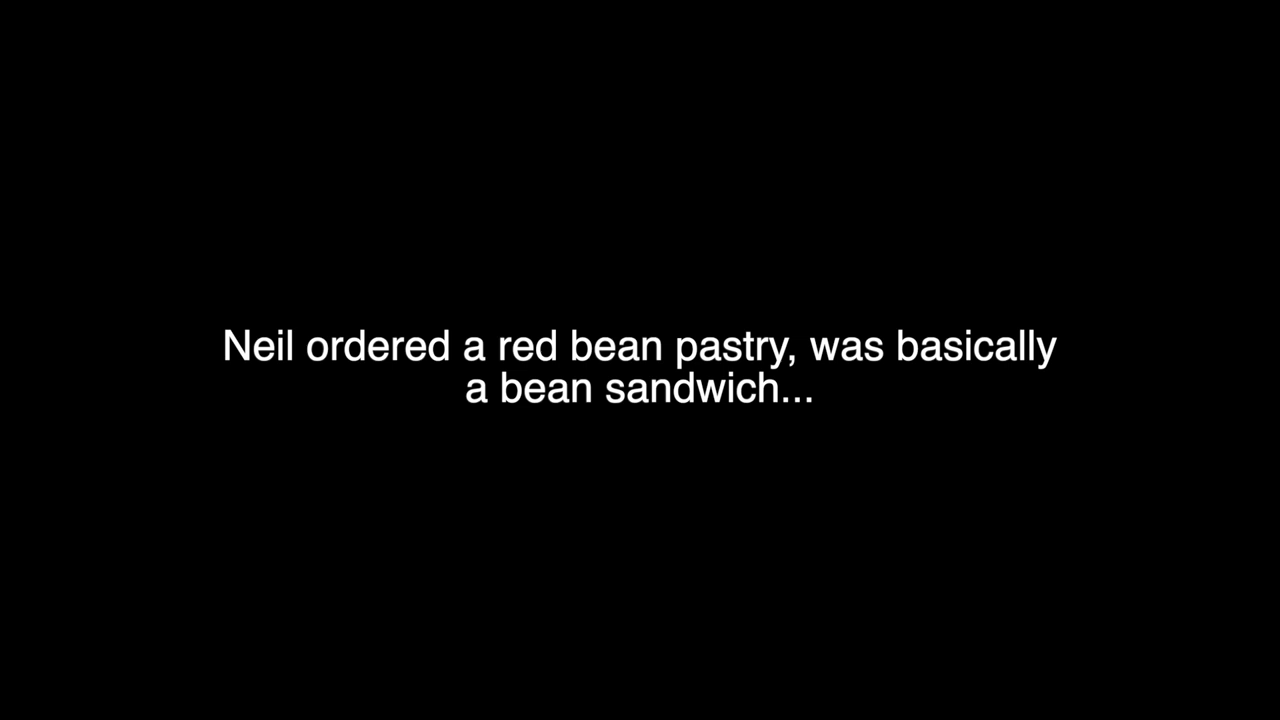 Neil ordered a red bean pastry, was basically
a bean sandwich...